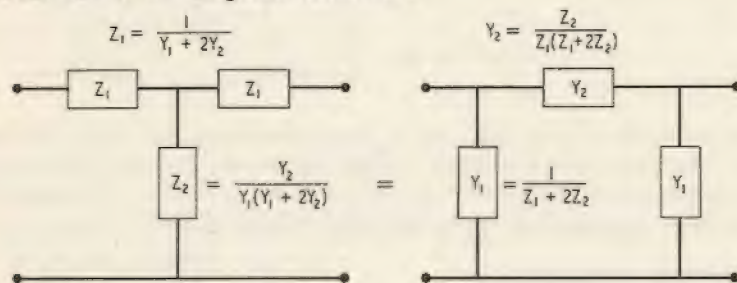 Z₁ = 1 / (Y₁ + 2Y₂)
Y₂ = Z₂ / (Z₁(Z₁+2Z₂))
Z₁
Z₁
Y₂
Z₂ = Y₂ / (Y₁(Y₁ + 2Y₂))
=
Y₁ = 1 / (Z₁ + 2Z₂)
Y₁